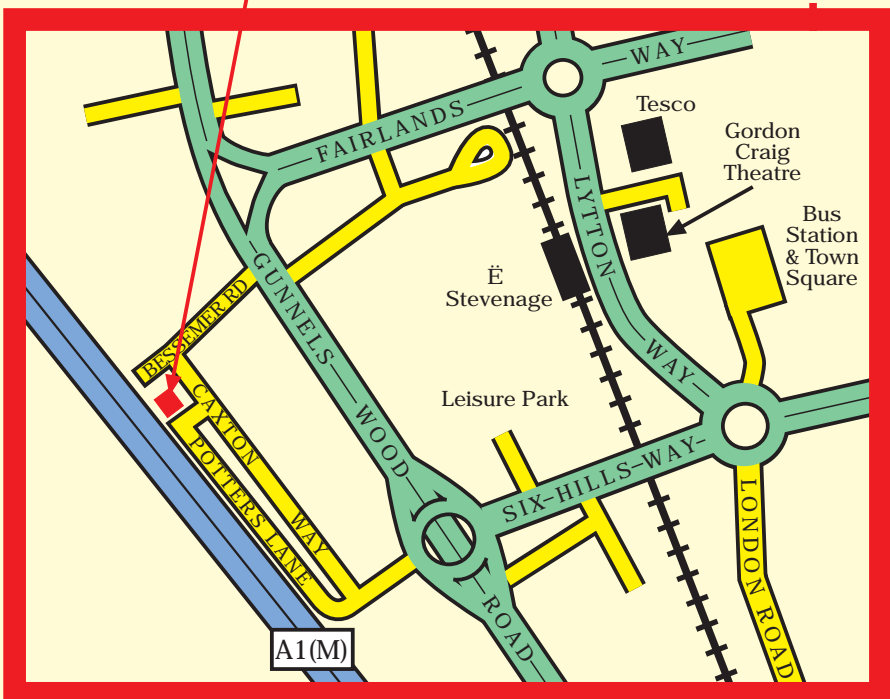 WAY
FAIRLANDS
Tesco
Gordon
Craig
Theatre
LYTTON
WAY
Bus
Station
& Town
Square
Ë
Stevenage
GUNNELS
WOOD
ROAD
BESSEMER RD
CAXTON
WAY
POTTERS LANE
Leisure Park
SIX-HILLS-WAY
LONDON ROAD
A1(M)